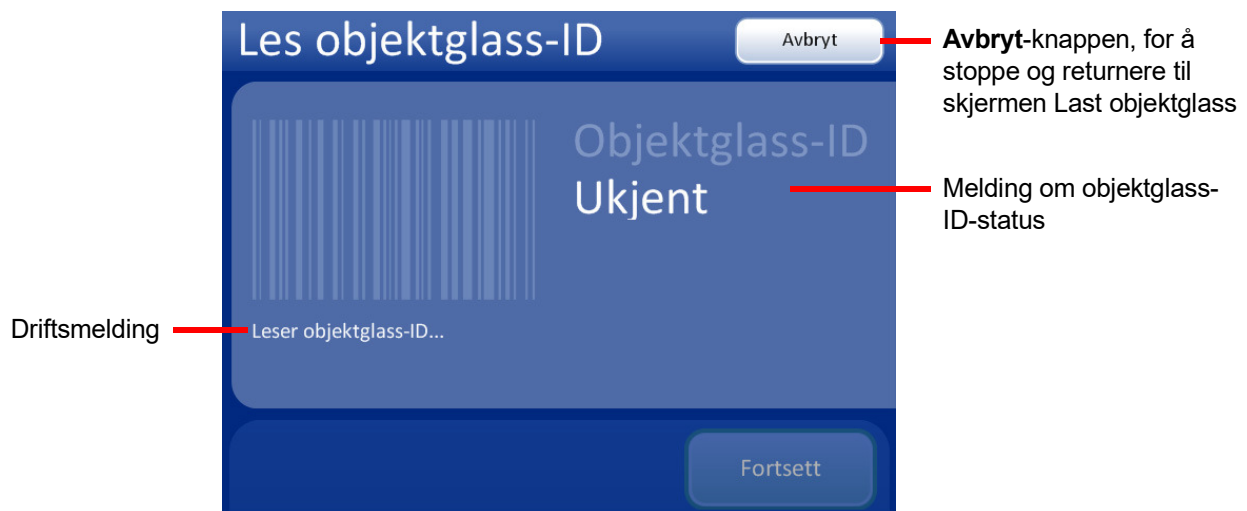 Les objektglass-ID
Avbryt
Avbryt-knappen, for å
stoppe og returnere til
skjermen Last objektglass
Objektglass-ID
Ukjent
Melding om objektglass-
ID-status
Driftsmelding
Leser objektglass-ID...
Fortsett